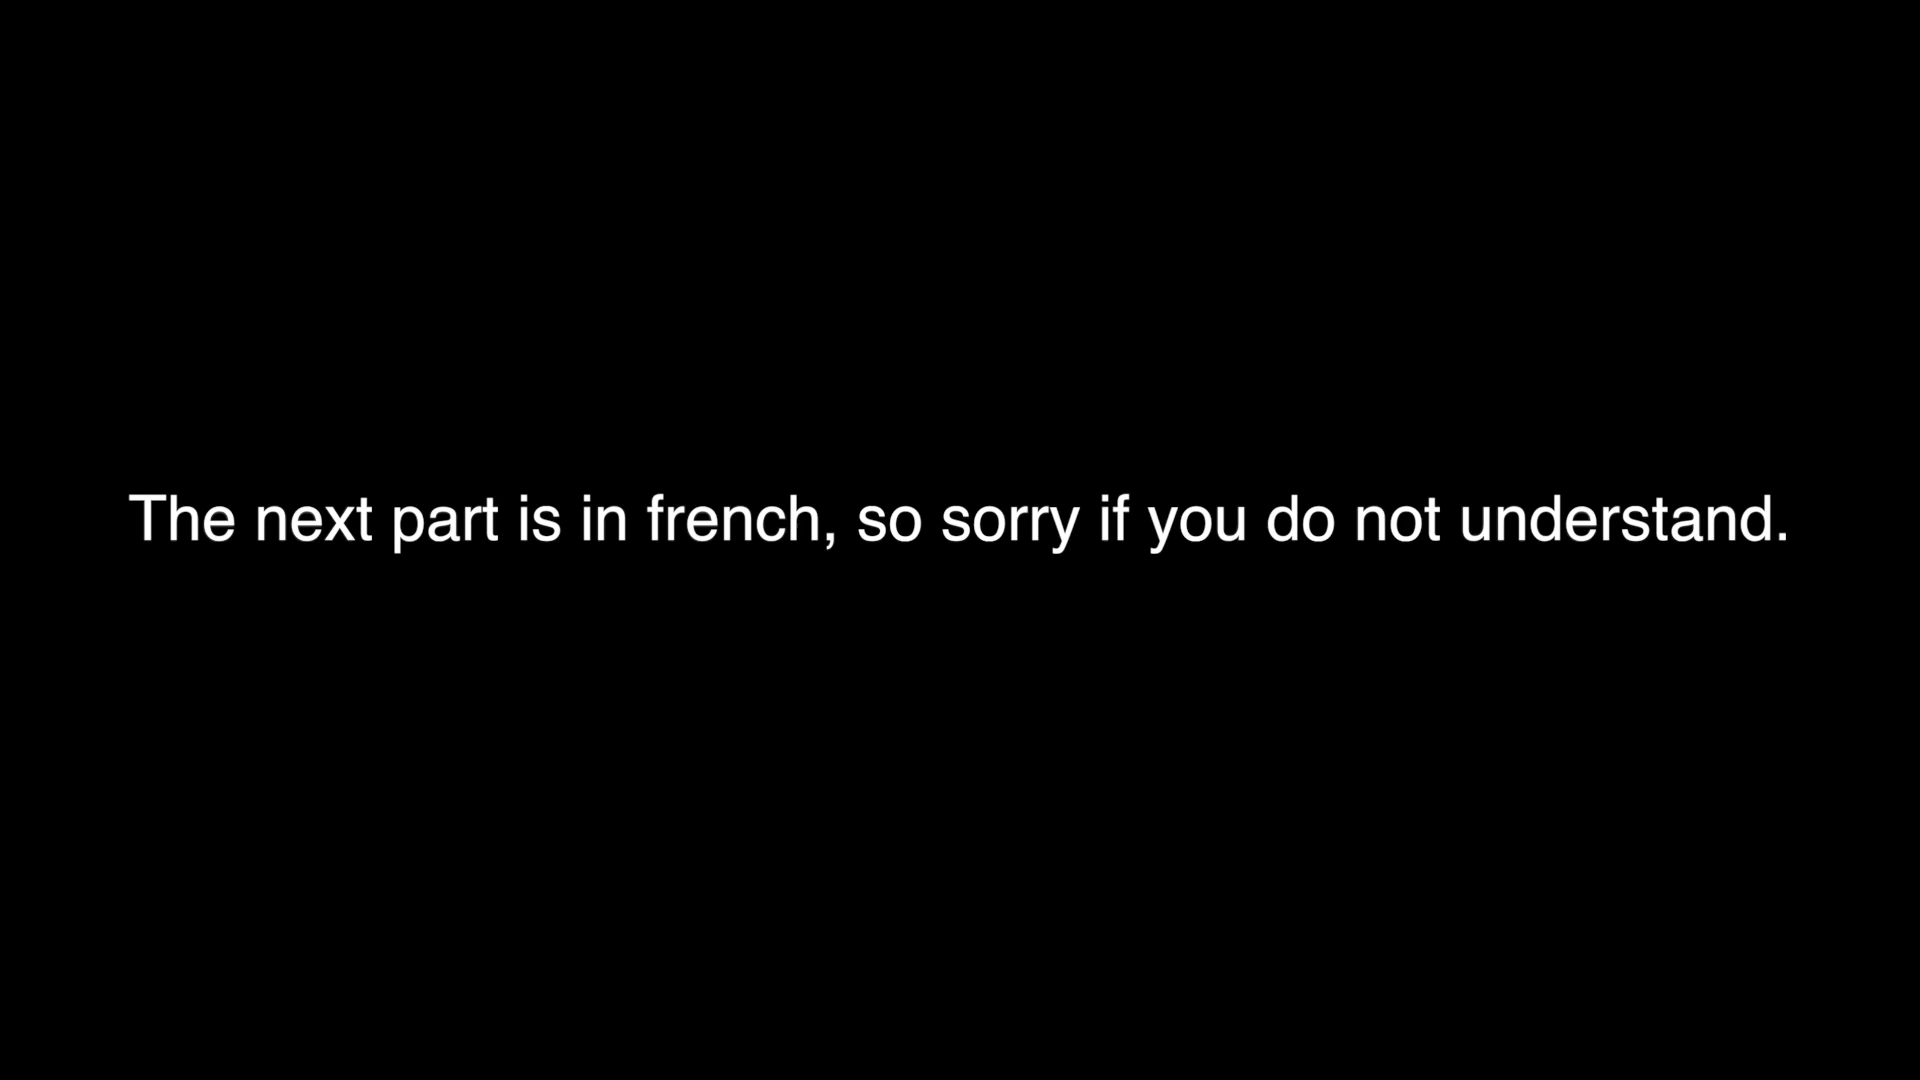 The next part is in french, so sorry if you do not understand.